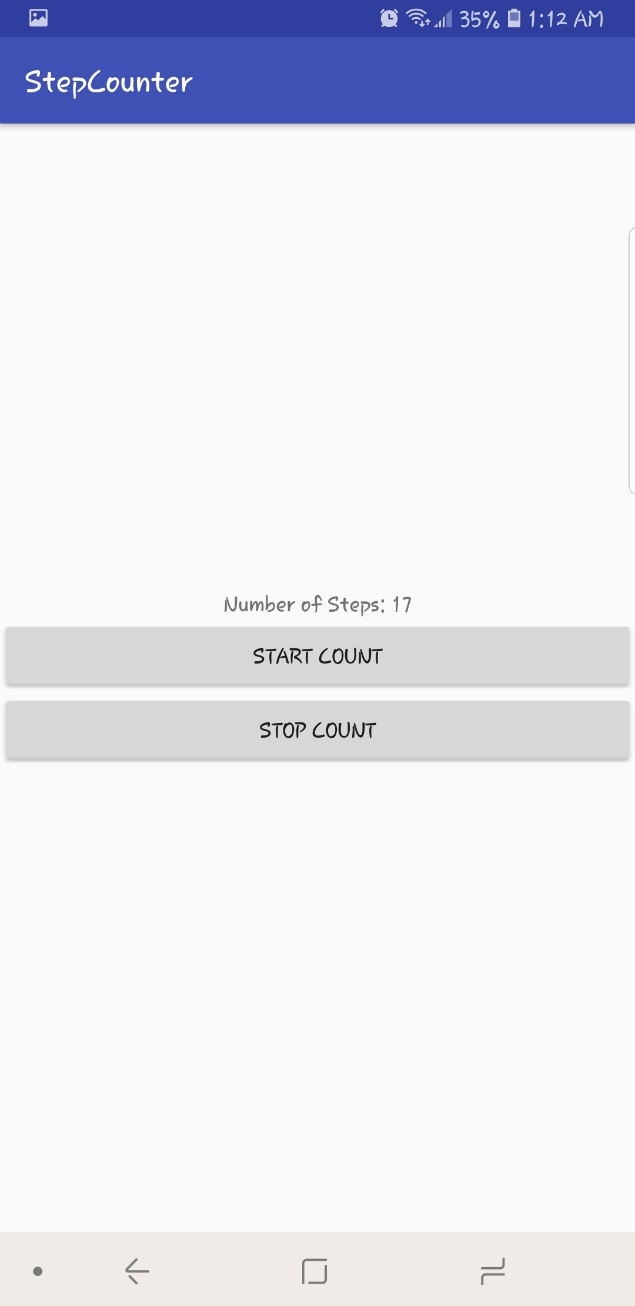 35% 1:12 AM
StepCounter
Number of Steps: 17
START COUNT
STOP COUNT